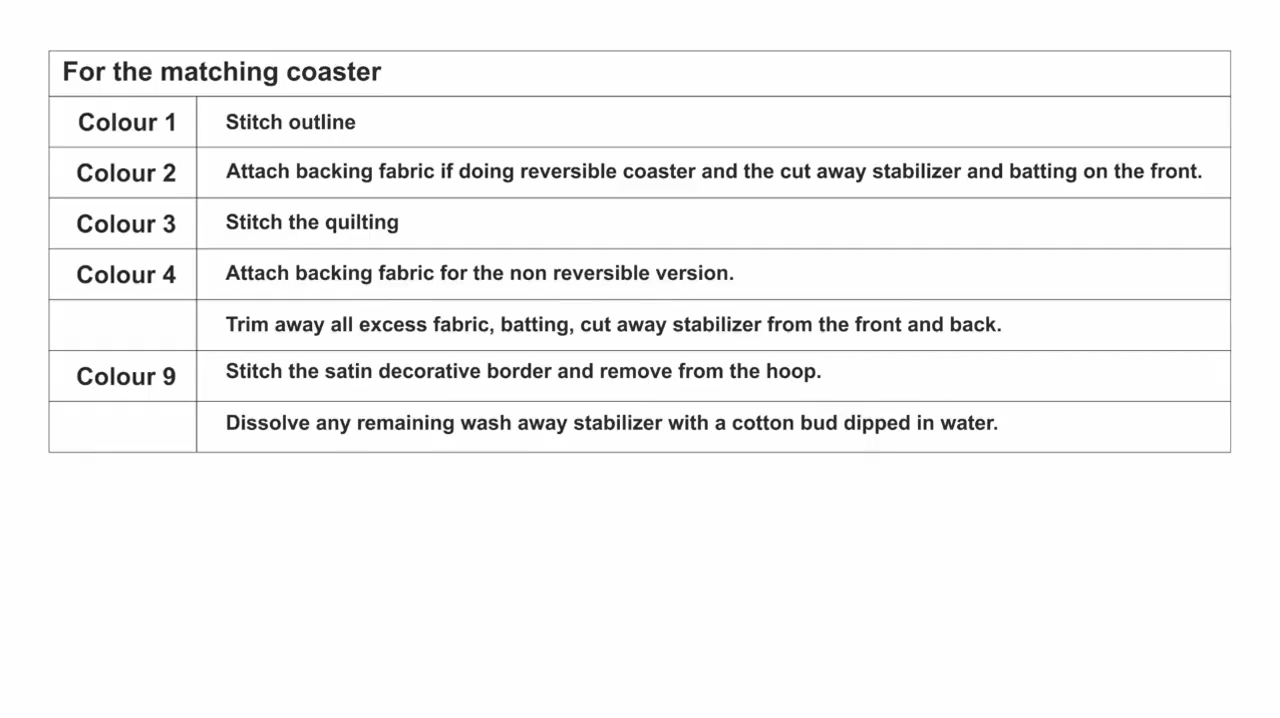 For the matching coaster
Colour 1 Stitch outline
Colour 2 Attach backing fabric if doing reversible coaster and the cut away stabilizer and batting on the front.
Colour 3 Stitch the quilting
Colour 4 Attach backing fabric for the non reversible version.
Trim away all excess fabric, batting, cut away stabilizer from the front and back.
Colour 9 Stitch the satin decorative border and remove from the hoop.
Dissolve any remaining wash away stabilizer with a cotton bud dipped in water.